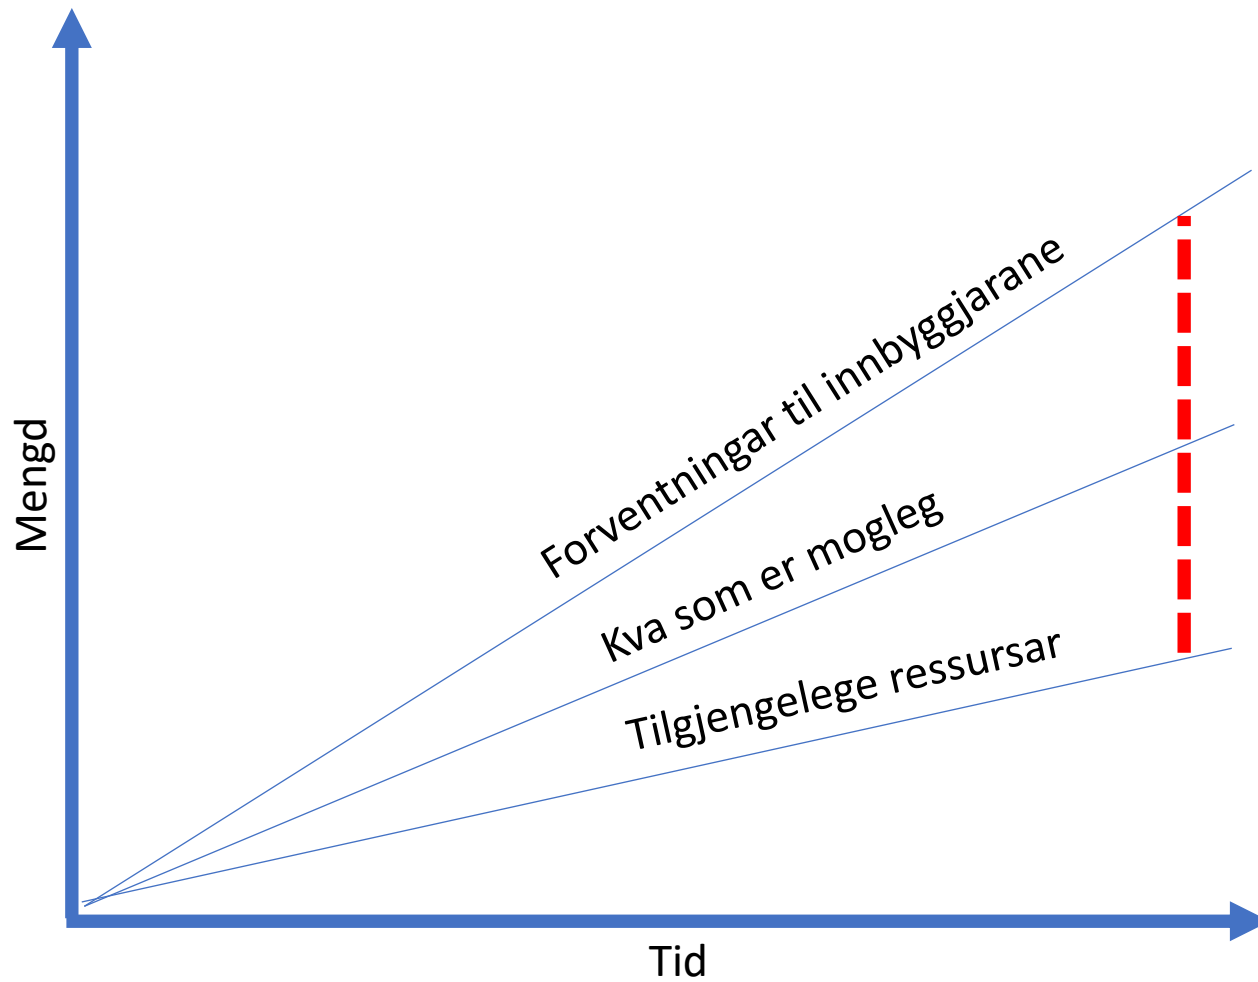 Forventningar til innbyggjarane
Kva som er mogleg
Tilgjengelege ressursar
Mengd
Tid